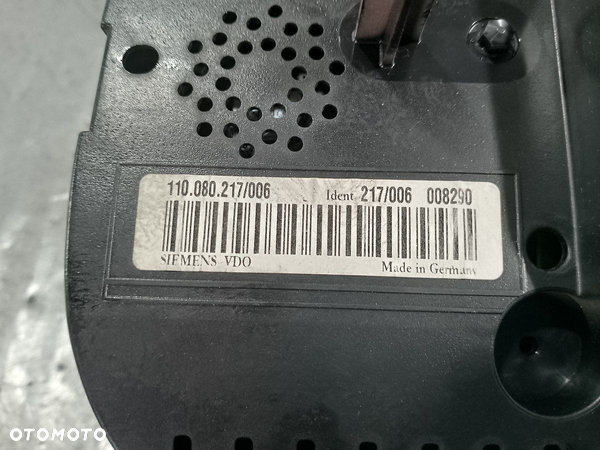 110.080.217/006 Ident 217/006 008290
SIEMENS VDO Made in Germany
OTOMOTO